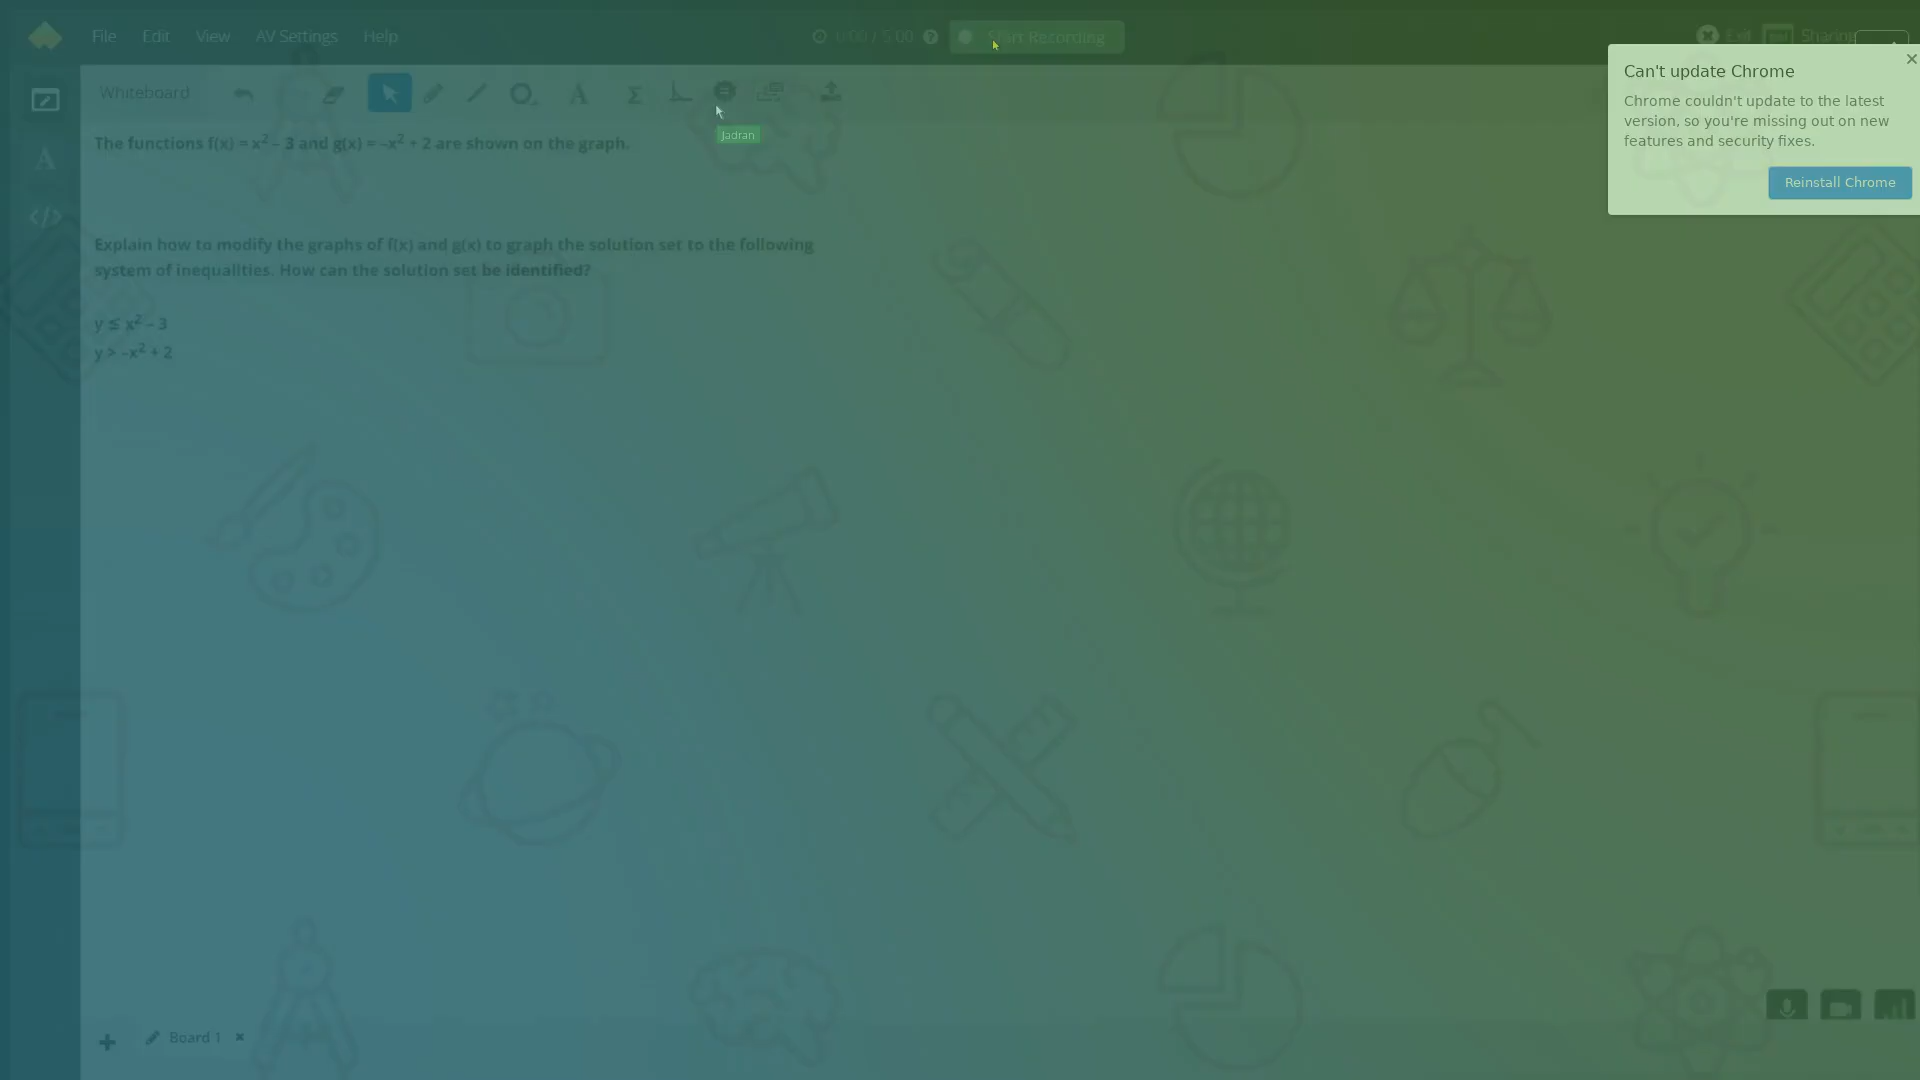 File Edit View AV Settings Help 0:00 / 5:00 Start Recording Exit Sharing
Whiteboard
Can't update Chrome
Chrome couldn't update to the latest
version, so you're missing out on new
features and security fixes.
Reinstall Chrome
Jadran
The functions f(x) = x² – 3 and g(x) = –x² + 2 are shown on the graph.
Explain how to modify the graphs of f(x) and g(x) to graph the solution set to the following
system of inequalities. How can the solution set be identified?
y ≤ x² – 3
y > –x² + 2
Board 1